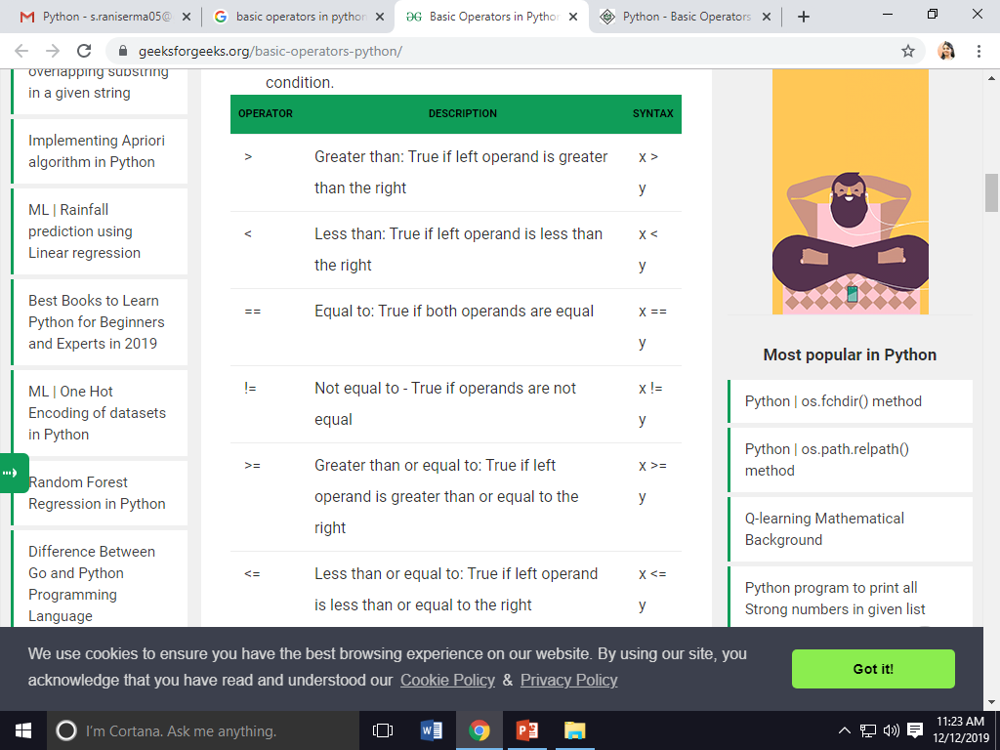 Python - s.raniserma05@
basic operators in python
Basic Operators in Python
Python - Basic Operators
geeksforgeeks.org/basic-operators-python/
overlapping substring
in a given string
Implementing Apriori
algorithm in Python
ML | Rainfall
prediction using
Linear regression
Best Books to Learn
Python for Beginners
and Experts in 2019
ML | One Hot
Encoding of datasets
in Python
Random Forest
Regression in Python
Difference Between
Go and Python
Programming
Language
condition.
OPERATOR DESCRIPTION SYNTAX
> Greater than: True if left operand is greater x >
than the right y
< Less than: True if left operand is less than x <
the right y
== Equal to: True if both operands are equal x ==
y
!= Not equal to - True if operands are not x !=
equal y
>= Greater than or equal to: True if left x >=
operand is greater than or equal to the y
right
<= Less than or equal to: True if left operand x <=
is less than or equal to the right y
Most popular in Python
Python | os.fchdir() method
Python | os.path.relpath()
method
Q-learning Mathematical
Background
Python program to print all
Strong numbers in given list
We use cookies to ensure you have the best browsing experience on our website. By using our site, you
acknowledge that you have read and understood our Cookie Policy & Privacy Policy
Got it!
I'm Cortana. Ask me anything.
11:23 AM
12/12/2019